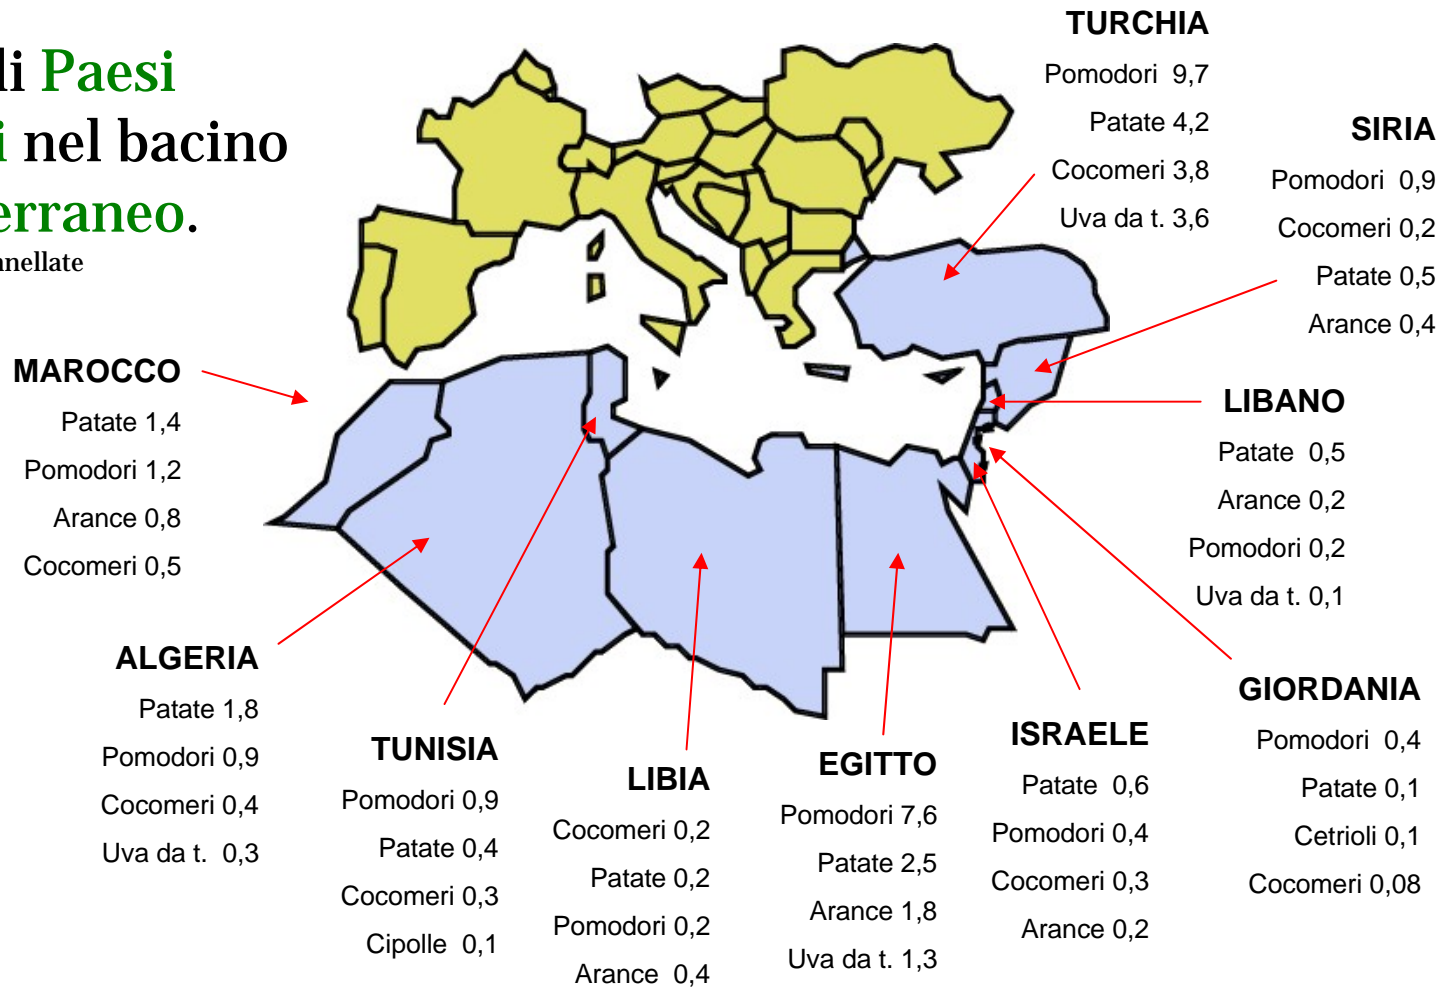 di Paesi
i nel bacino
erraneo.
nnellate
TURCHIA
Pomodori 9,7
Patate 4,2
Cocomeri 3,8
Uva da t. 3,6
SIRIA
Pomodori 0,9
Cocomeri 0,2
Patate 0,5
Arance 0,4
MAROCCO
Patate 1,4
Pomodori 1,2
Arance 0,8
Cocomeri 0,5
LIBANO
Patate 0,5
Arance 0,2
Pomodori 0,2
Uva da t. 0,1
ALGERIA
Patate 1,8
Pomodori 0,9
Cocomeri 0,4
Uva da t. 0,3
TUNISIA
Pomodori 0,9
Patate 0,4
Cocomeri 0,3
Cipolle 0,1
LIBIA
Cocomeri 0,2
Patate 0,2
Pomodori 0,2
Arance 0,4
EGITTO
Pomodori 7,6
Patate 2,5
Arance 1,8
Uva da t. 1,3
ISRAELE
Patate 0,6
Pomodori 0,4
Cocomeri 0,3
Arance 0,2
GIORDANIA
Pomodori 0,4
Patate 0,1
Cetrioli 0,1
Cocomeri 0,08